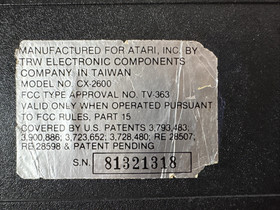 MANUFACTURED FOR ATARI, INC. BY
TRW ELECTRONIC COMPONENTS
COMPANY IN TAIWAN
MODEL NO. CX-2600
FCC TYPE APPROVAL NO. TV-363
VALID ONLY WHEN OPERATED PURSUANT
TO FCC RULES, PART 15
COVERED BY U.S. PATENTS 3,793,483;
3,900,886; 3,723,652; 3,728,480; RE 28507;
RE 28598 & PATENT PENDING
S.N. 81321318